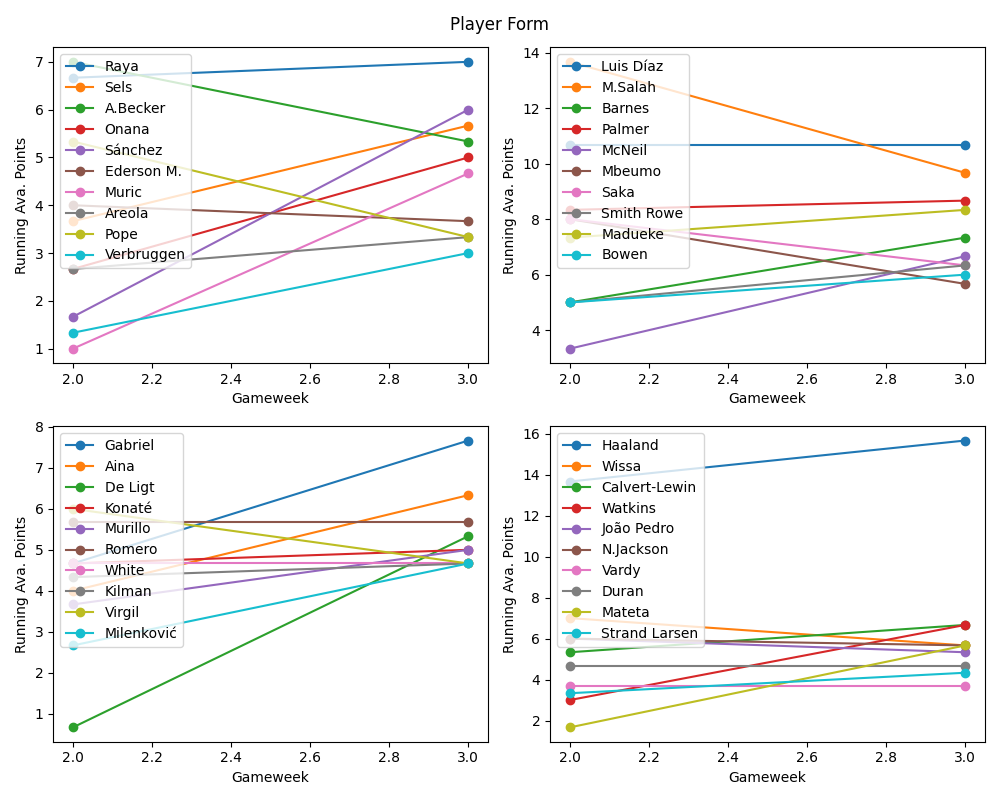 Player Form
Running Ava. Points
7
6
5
4
3
2
1
Raya
Sels
A.Becker
Onana
Sánchez
Ederson M.
Muric
Areola
Pope
Verbruggen
2.0 2.2 2.4 2.6 2.8 3.0
Gameweek
Running Ava. Points
14
12
10
8
6
4
Luis Díaz
M.Salah
Barnes
Palmer
McNeil
Mbeumo
Saka
Smith Rowe
Madueke
Bowen
2.0 2.2 2.4 2.6 2.8 3.0
Gameweek
Running Ava. Points
8
7
6
5
4
3
2
1
Gabriel
Aina
De Ligt
Konaté
Murillo
Romero
White
Kilman
Virgil
Milenković
2.0 2.2 2.4 2.6 2.8 3.0
Gameweek
Running Ava. Points
16
14
12
10
8
6
4
2
Haaland
Wissa
Calvert-Lewin
Watkins
João Pedro
N.Jackson
Vardy
Duran
Mateta
Strand Larsen
2.0 2.2 2.4 2.6 2.8 3.0
Gameweek